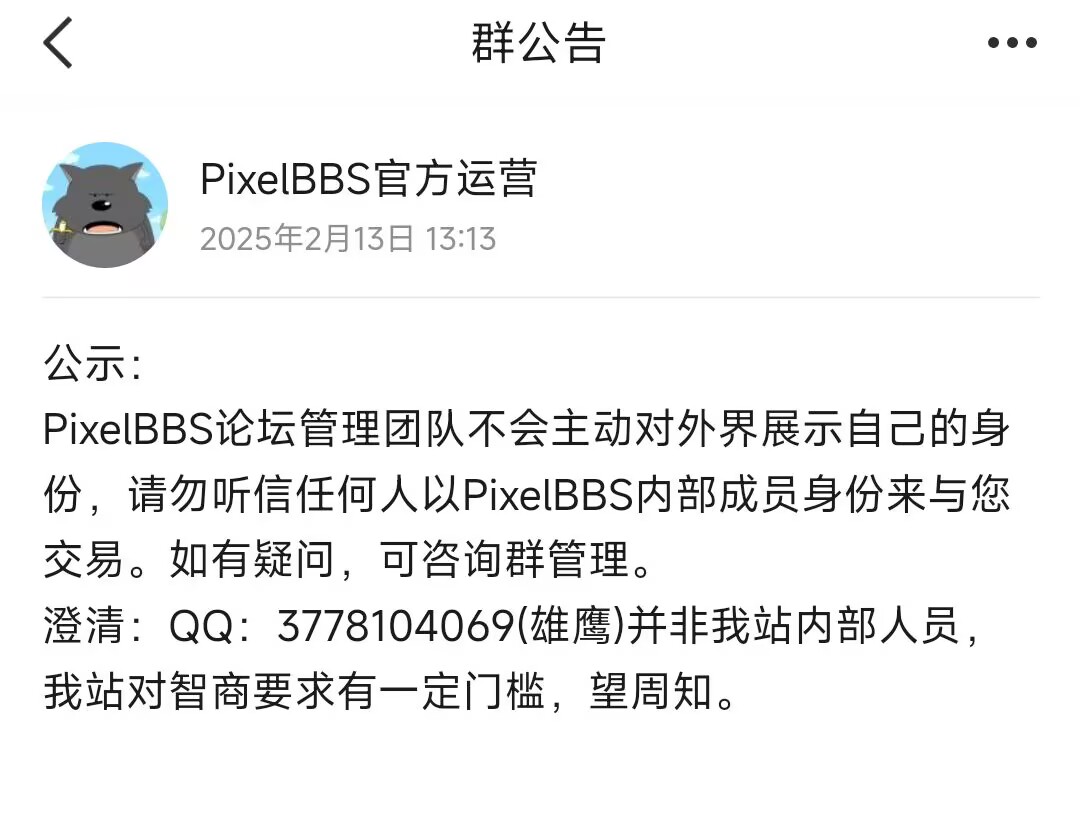 群公告
PixelBBS官方运营
2025年2月13日 13:13
公示：
PixelBBS论坛管理团队不会主动对外界展示自己的身
份，请勿听信任何人以PixelBBS内部成员身份来与您
交易。如有疑问，可咨询群管理。
澄清：QQ：3778104069(雄鹰)并非我站内部人员，
我站对智商要求有一定门槛，望周知。